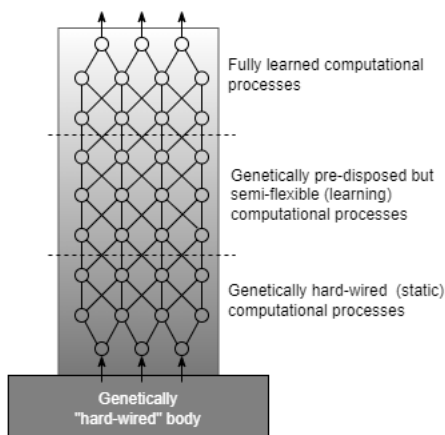 Fully learned computational
processes
Genetically pre-disposed but
semi-flexible (learning)
computational processes
Genetically hard-wired (static)
computational processes
Genetically
"hard-wired" body